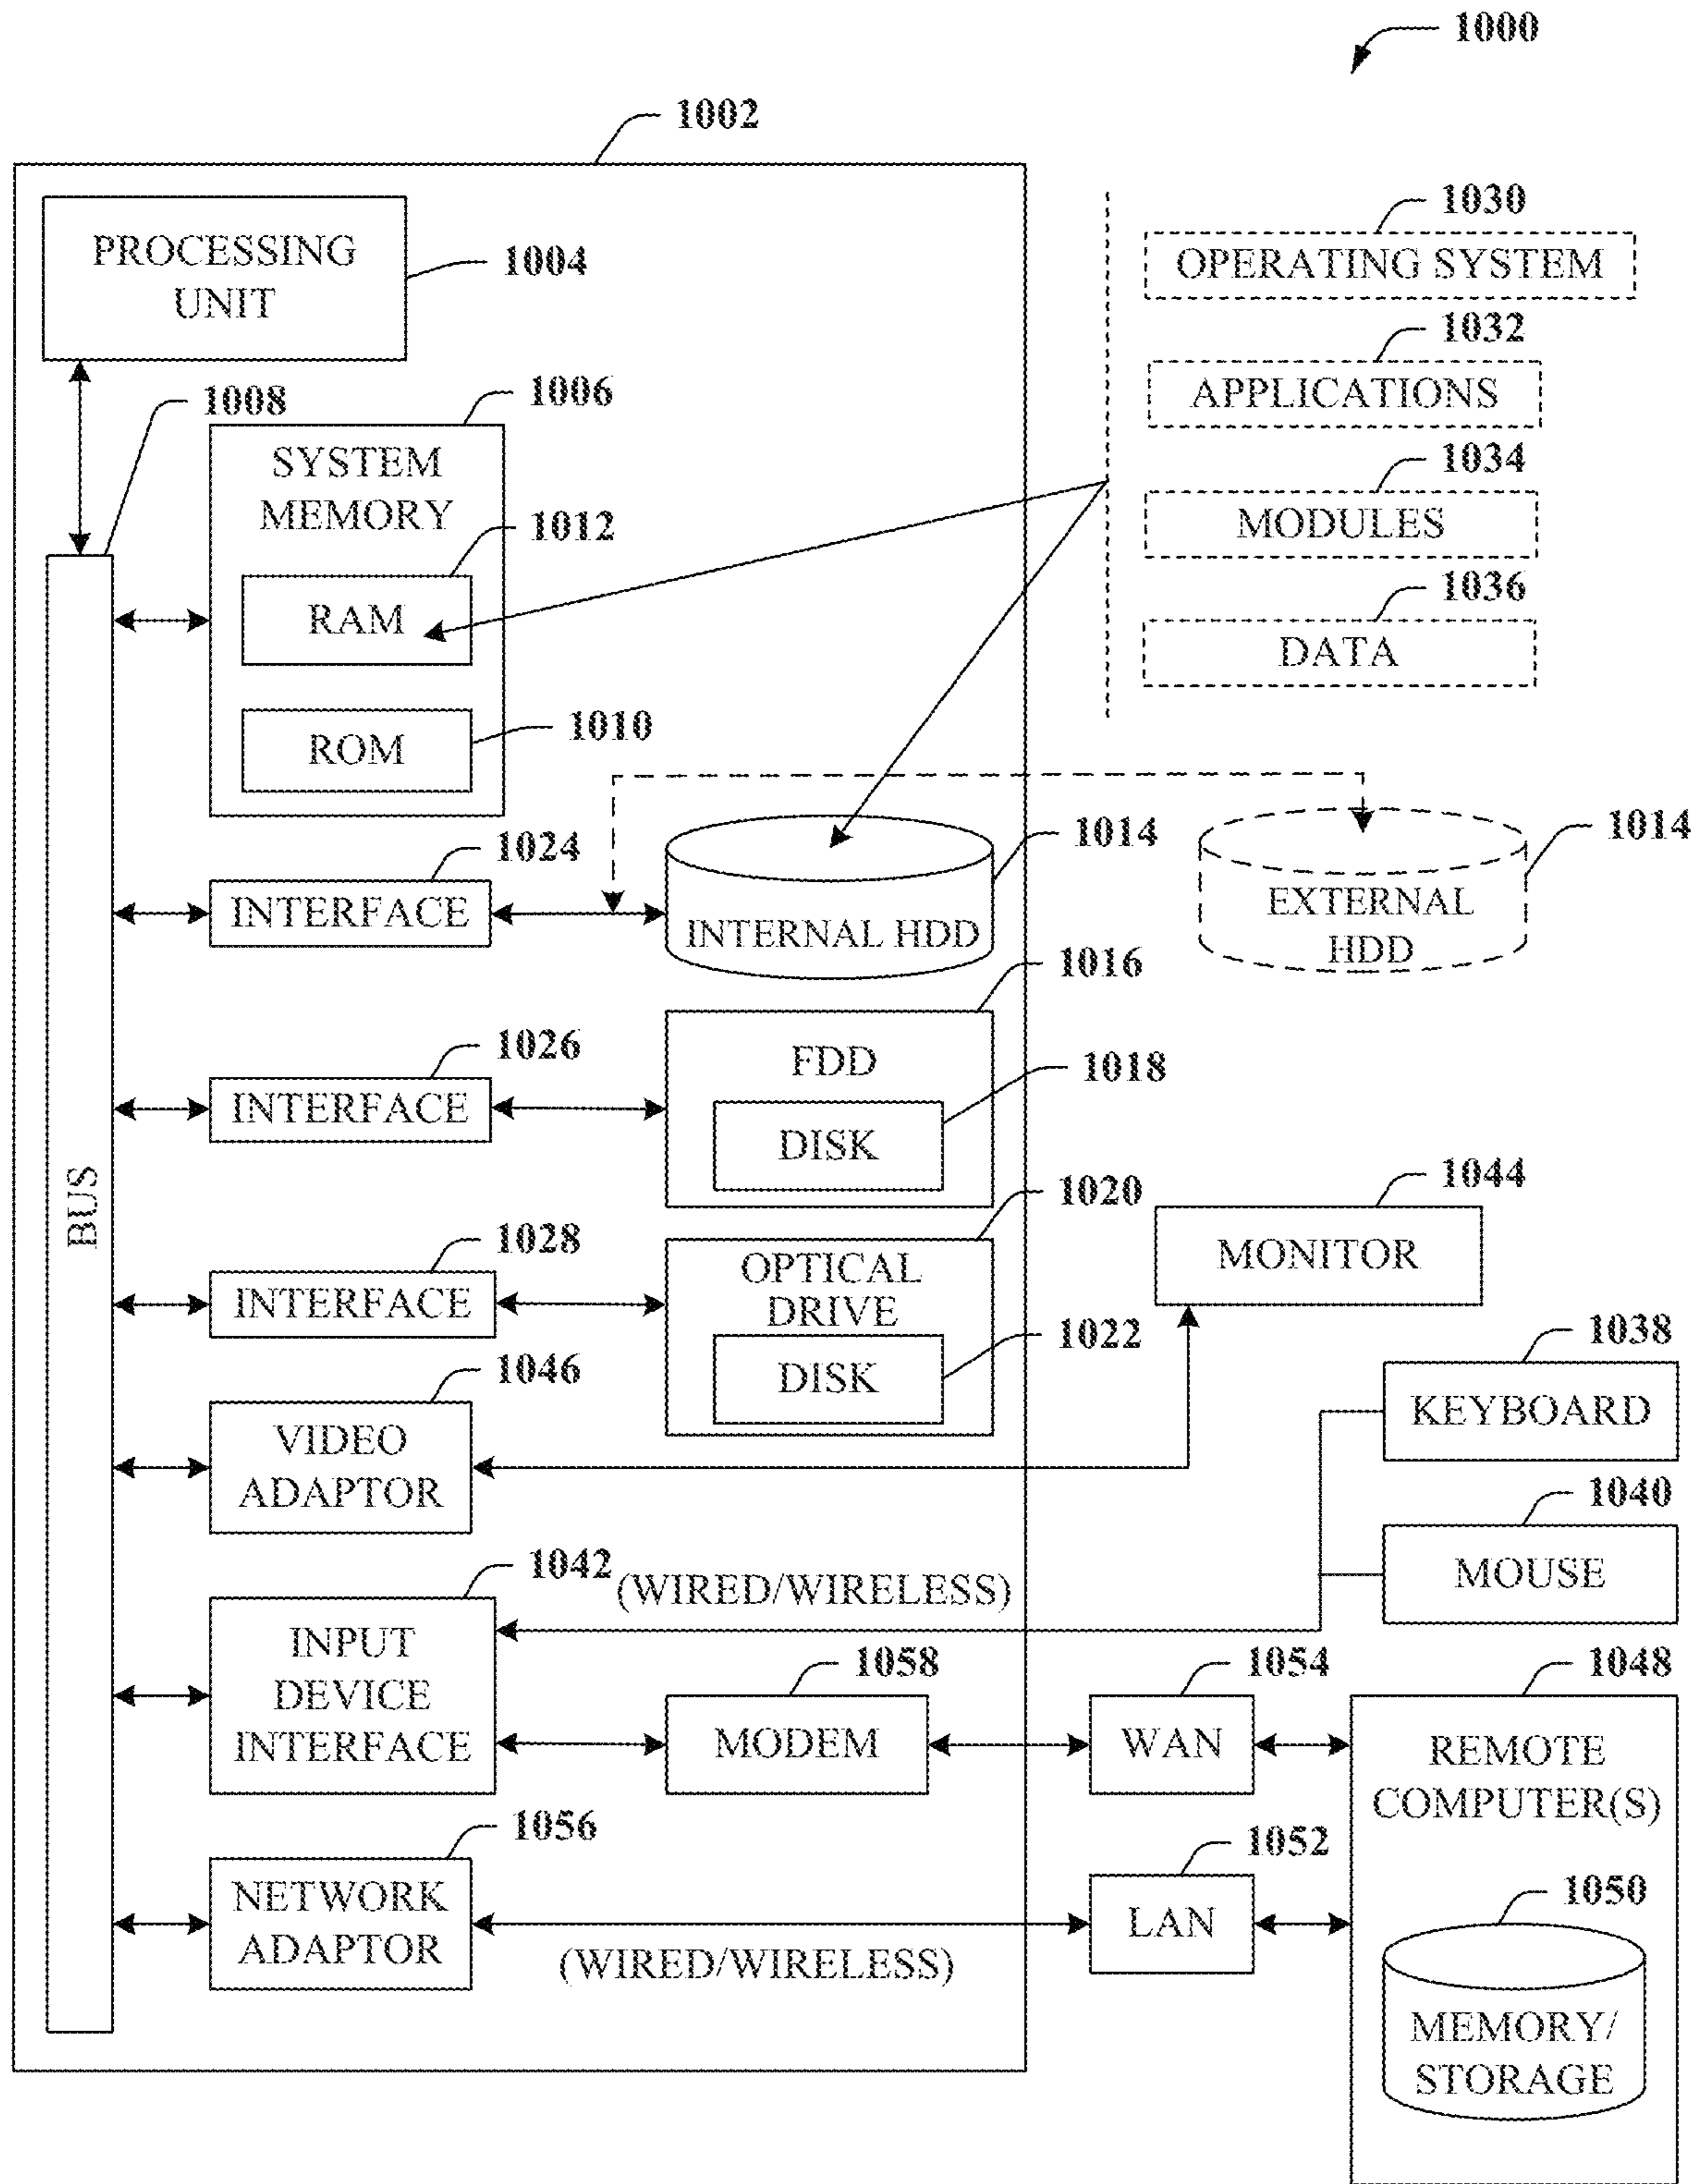 1000
1002
PROCESSING
UNIT
1004
1030
OPERATING SYSTEM
1032
APPLICATIONS
1034
MODULES
1036
DATA
1008
1006
SYSTEM
MEMORY
1012
RAM
1010
ROM
1024
INTERFACE
1014
INTERNAL HDD
1014
EXTERNAL
HDD
1016
FDD
1026
INTERFACE
1018
DISK
BUS
1020
OPTICAL
DRIVE
1028
INTERFACE
1022
DISK
1044
MONITOR
1046
VIDEO
ADAPTOR
1038
KEYBOARD
1040
MOUSE
1042
(WIRED/WIRELESS)
INPUT
DEVICE
INTERFACE
1058
MODEM
1054
WAN
1048
REMOTE
COMPUTER(S)
1056
NETWORK
ADAPTOR
(WIRED/WIRELESS)
1052
LAN
1050
MEMORY/
STORAGE